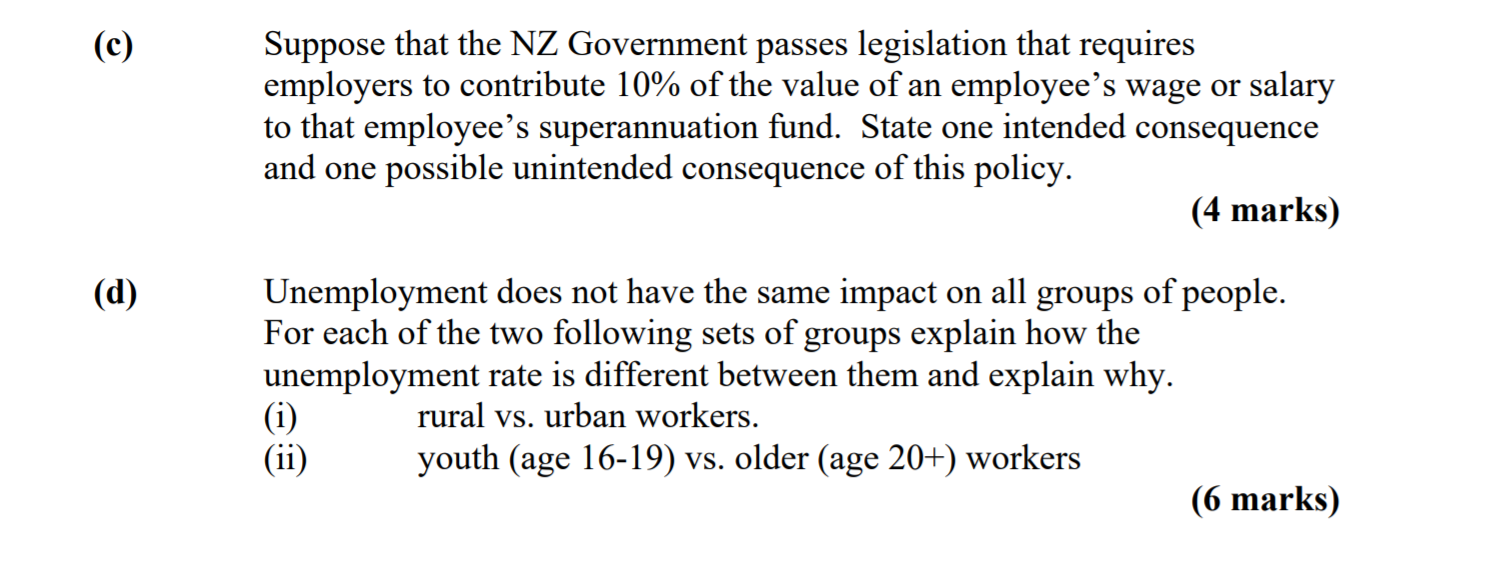 (c) Suppose that the NZ Government passes legislation that requires
employers to contribute 10% of the value of an employee’s wage or salary
to that employee’s superannuation fund.  State one intended consequence
and one possible unintended consequence of this policy.
(4 marks)
(d) Unemployment does not have the same impact on all groups of people.
For each of the two following sets of groups explain how the
unemployment rate is different between them and explain why.
(i) rural vs. urban workers.
(ii) youth (age 16-19) vs. older (age 20+) workers
(6 marks)